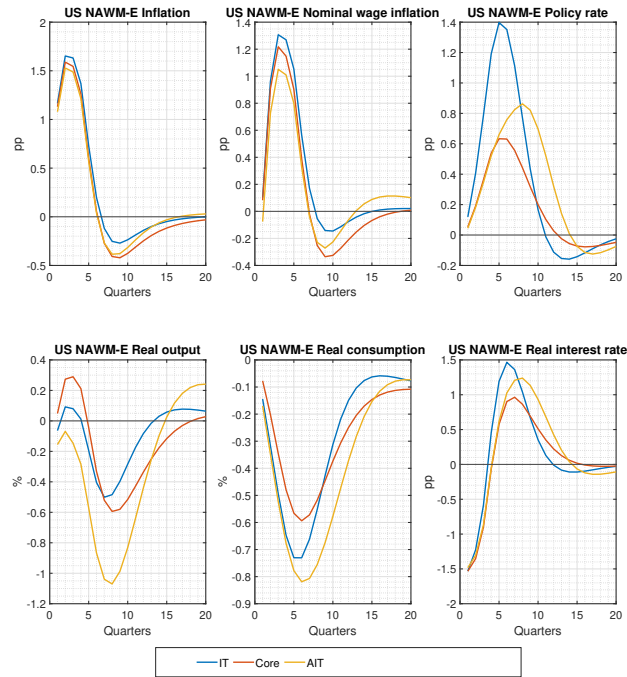 US NAWM-E Inflation
2
1.5
1
0.5
0
-0.5
pp
0 5 10 15 20
Quarters
US NAWM-E Nominal wage inflation
1.4
1.2
1
0.8
0.6
0.4
0.2
0
-0.2
-0.4
pp
0 5 10 15 20
Quarters
US NAWM-E Policy rate
1.4
1.2
1
0.8
0.6
0.4
0.2
0
-0.2
pp
0 5 10 15 20
Quarters
US NAWM-E Real output
0.4
0.2
0
-0.2
-0.4
-0.6
-0.8
-1
-1.2
%
0 5 10 15 20
Quarters
US NAWM-E Real consumption
0
-0.1
-0.2
-0.3
-0.4
-0.5
-0.6
-0.7
-0.8
-0.9
%
0 5 10 15 20
Quarters
US NAWM-E Real interest rate
1.5
1
0.5
0
-0.5
-1
-1.5
-2
pp
0 5 10 15 20
Quarters
IT Core AIT